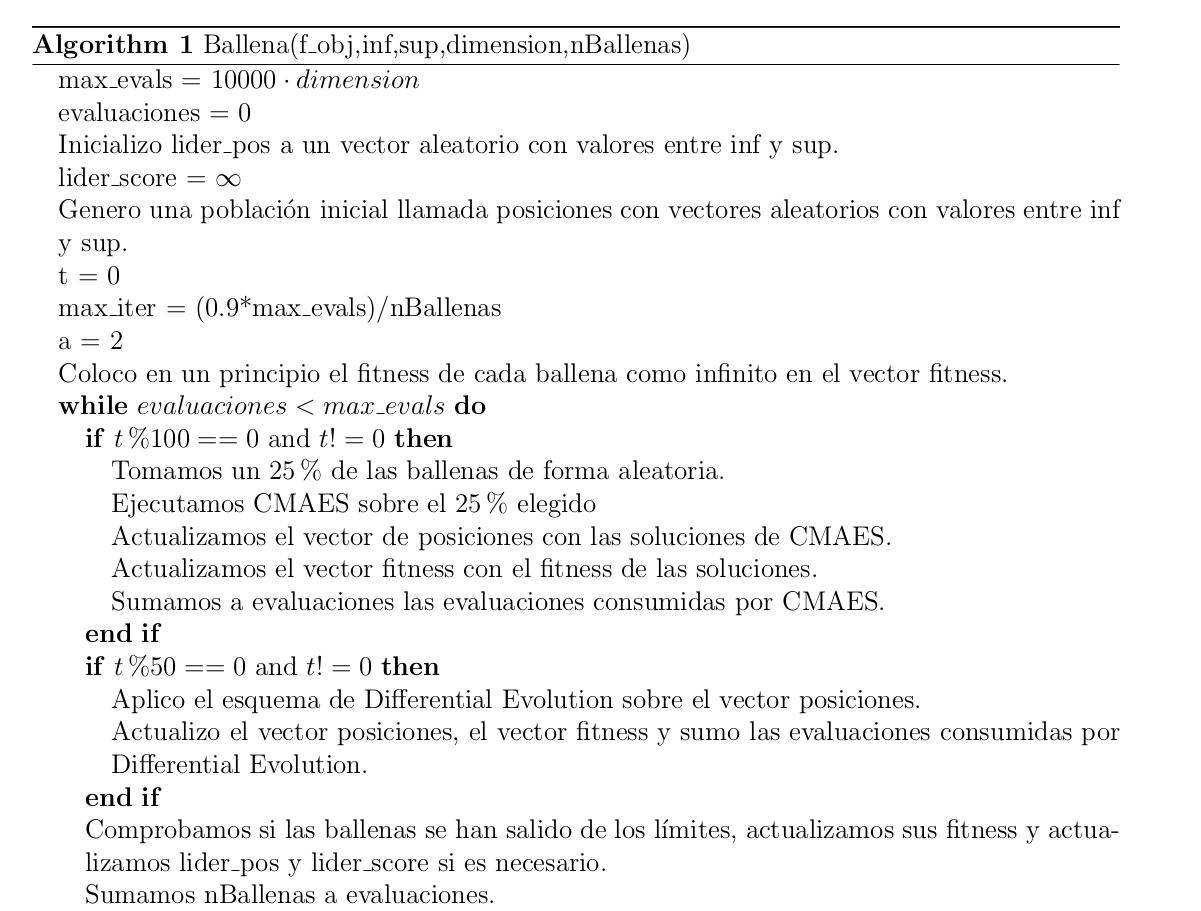 Algorithm 1 Ballena(f_obj,inf,sup,dimension,nBallenas)
max_evals = 10000 · dimension
evaluaciones = 0
Inicializo lider_pos a un vector aleatorio con valores entre inf y sup.
lider_score = ∞
Genero una población inicial llamada posiciones con vectores aleatorios con valores entre inf
y sup.
t = 0
max_iter = (0.9*max_evals)/nBallenas
a = 2
Coloco en un principio el fitness de cada ballena como infinito en el vector fitness.
while evaluaciones < max_evals do
if t %100 == 0 and t! = 0 then
Tomamos un 25 % de las ballenas de forma aleatoria.
Ejecutamos CMAES sobre el 25 % elegido
Actualizamos el vector de posiciones con las soluciones de CMAES.
Actualizamos el vector fitness con el fitness de las soluciones.
Sumamos a evaluaciones las evaluaciones consumidas por CMAES.
end if
if t %50 == 0 and t! = 0 then
Aplico el esquema de Differential Evolution sobre el vector posiciones.
Actualizo el vector posiciones, el vector fitness y sumo las evaluaciones consumidas por
Differential Evolution.
end if
Comprobamos si las ballenas se han salido de los límites, actualizamos sus fitness y actua-
lizamos lider_pos y lider_score si es necesario.
Sumamos nBallenas a evaluaciones.